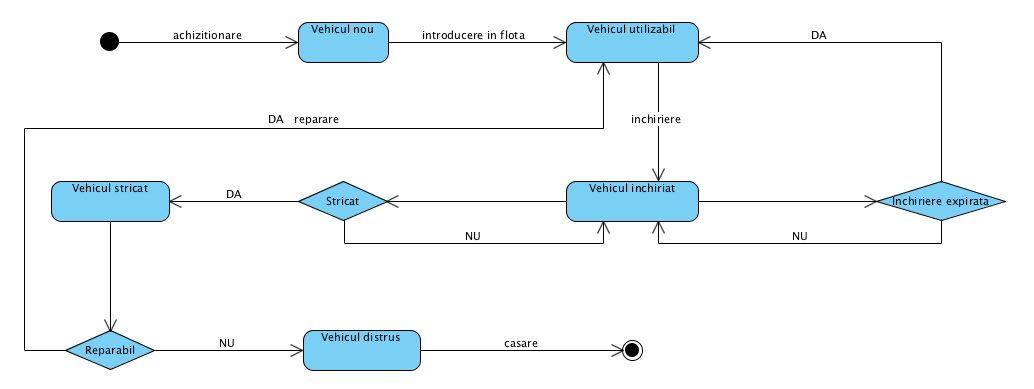 Vehicul nou
Vehicul utilizabil
achizitionare
introducere in flota
DA
DA reparare
inchiriere
Vehicul stricat
DA
Stricat
Vehicul inchiriat
Inchiriere expirata
NU
NU
Vehicul distrus
Reparabil
NU
casare